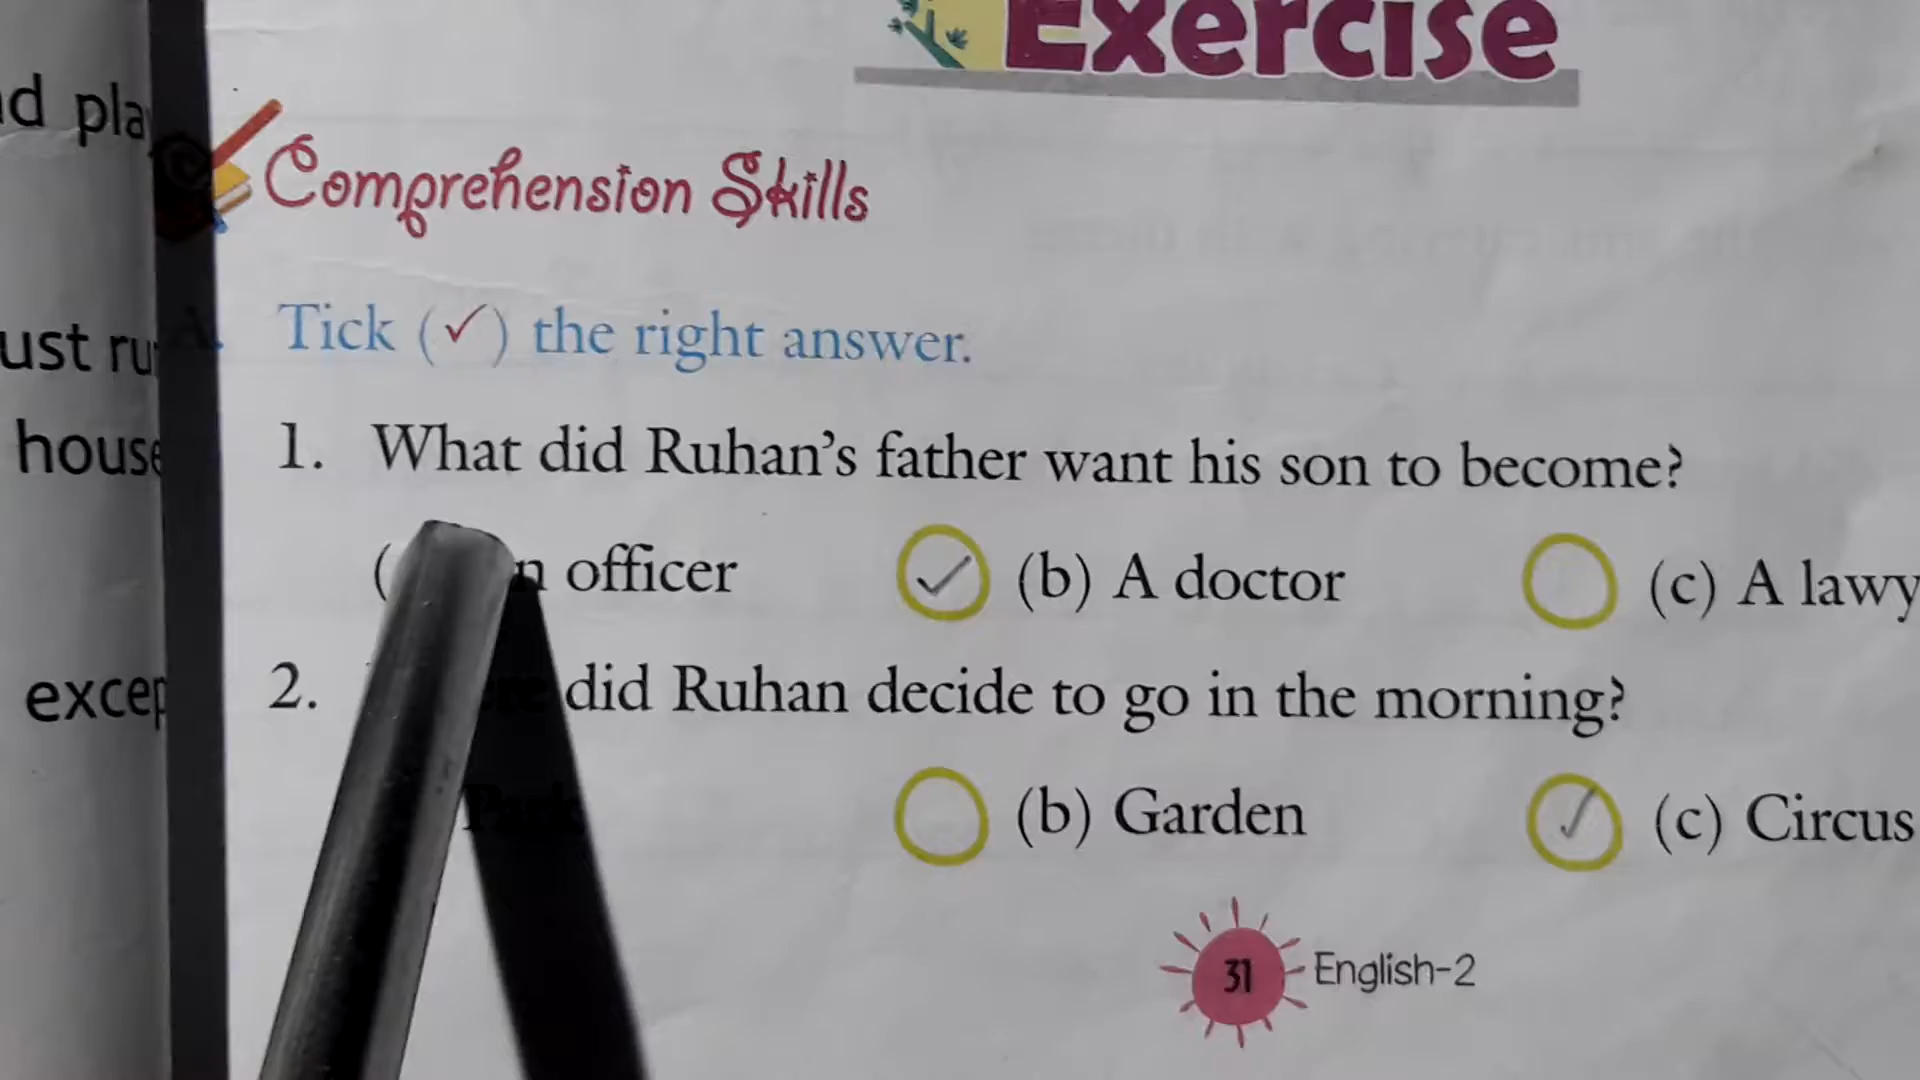 Exercise
Comprehension Skills
Tick (✓) the right answer.
1. What did Ruhan's father want his son to become?
officer ✓ (b) A doctor (c) A lawy
2. did Ruhan decide to go in the morning?
Park (b) Garden ✓ (c) Circus
31 English-2
d pla
ust ru
house
excep